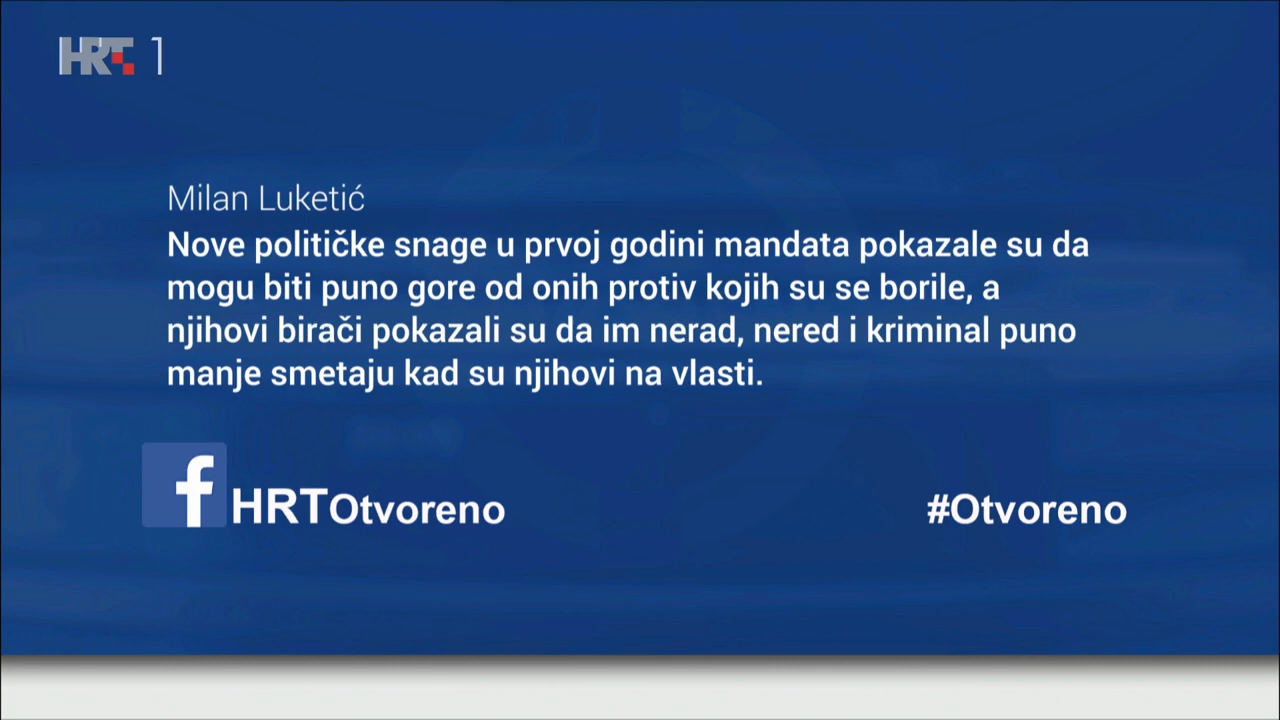 HRT 1
Milan Luketić
Nove političke snage u prvoj godini mandata pokazale su da
mogu biti puno gore od onih protiv kojih su se borile, a
njihovi birači pokazali su da im nerad, nered i kriminal puno
manje smetaju kad su njihovi na vlasti.
f HRTOtvoreno
#Otvoreno